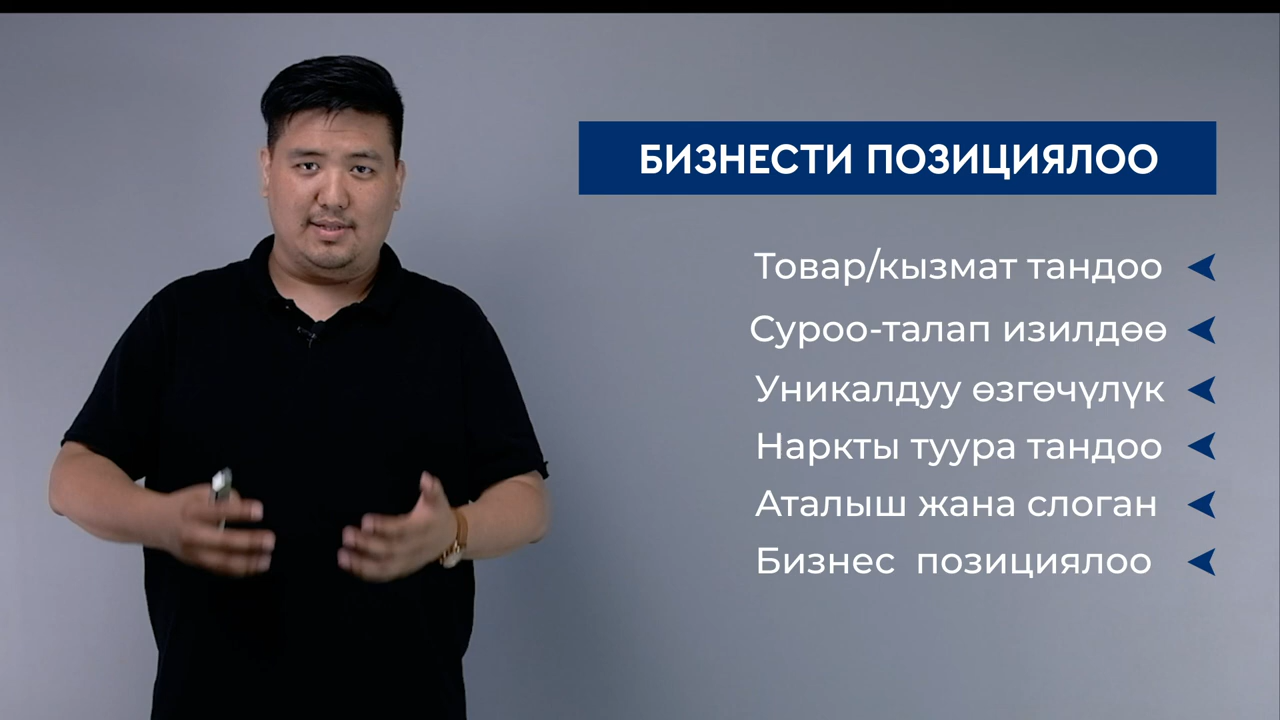 БИЗНЕСТИ ПОЗИЦИЯЛОО
Товар/кызмат тандоо
Суроо-талап изилдөө
Уникалдуу өзгөчүлүк
Наркты туура тандоо
Аталыш жана слоган
Бизнес позициялоо